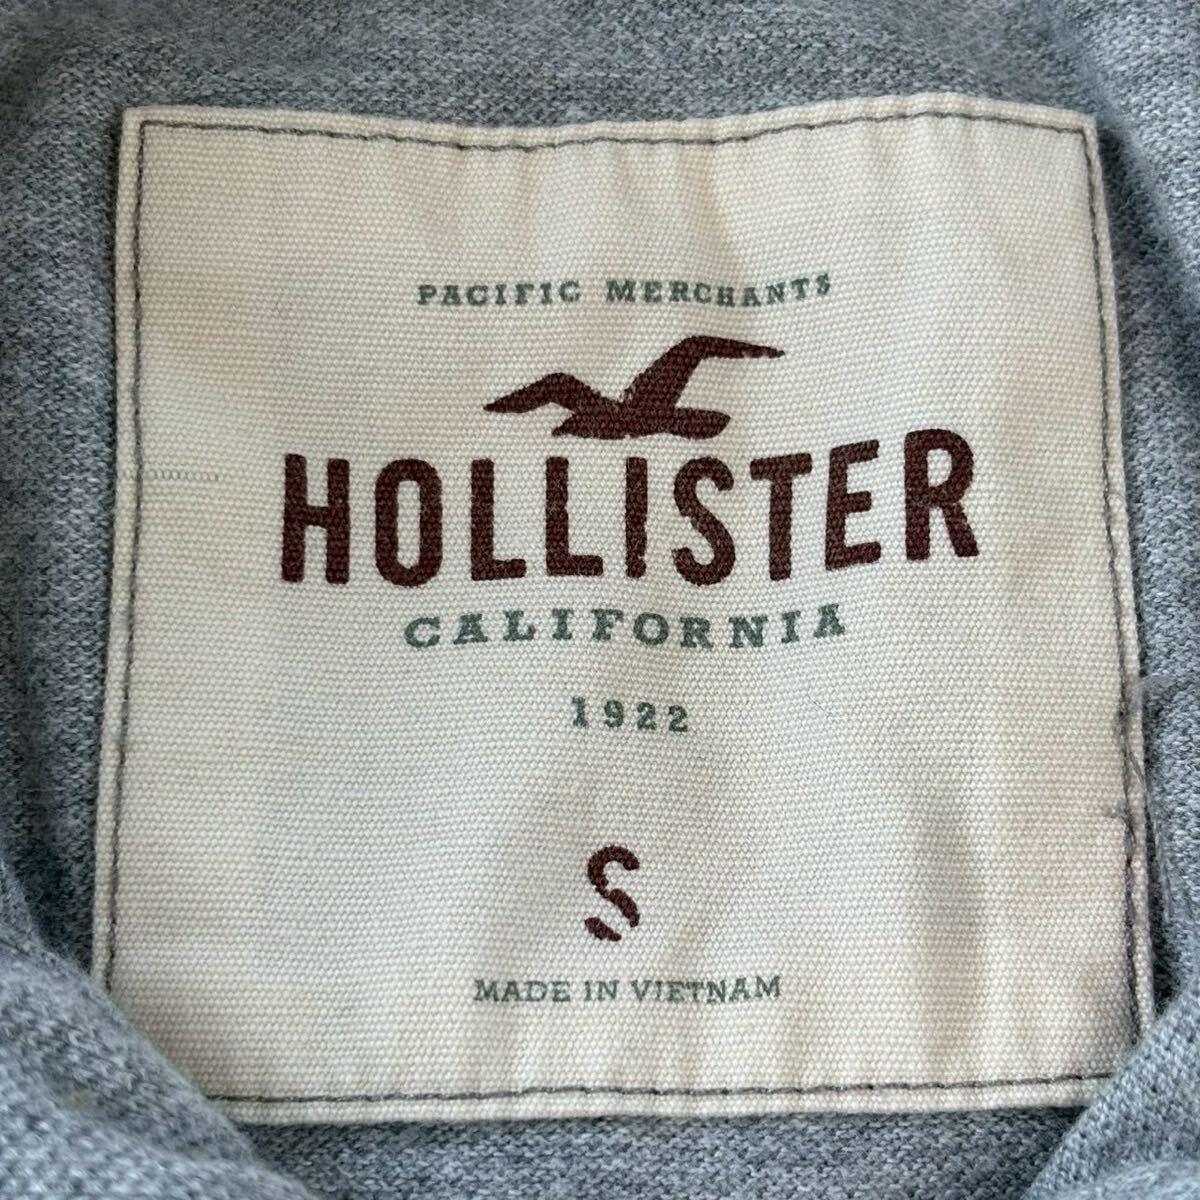 PACIFIC MERCHANTS
HOLLISTER
CALIFORNIA
1922
S
MADE IN VIETNAM